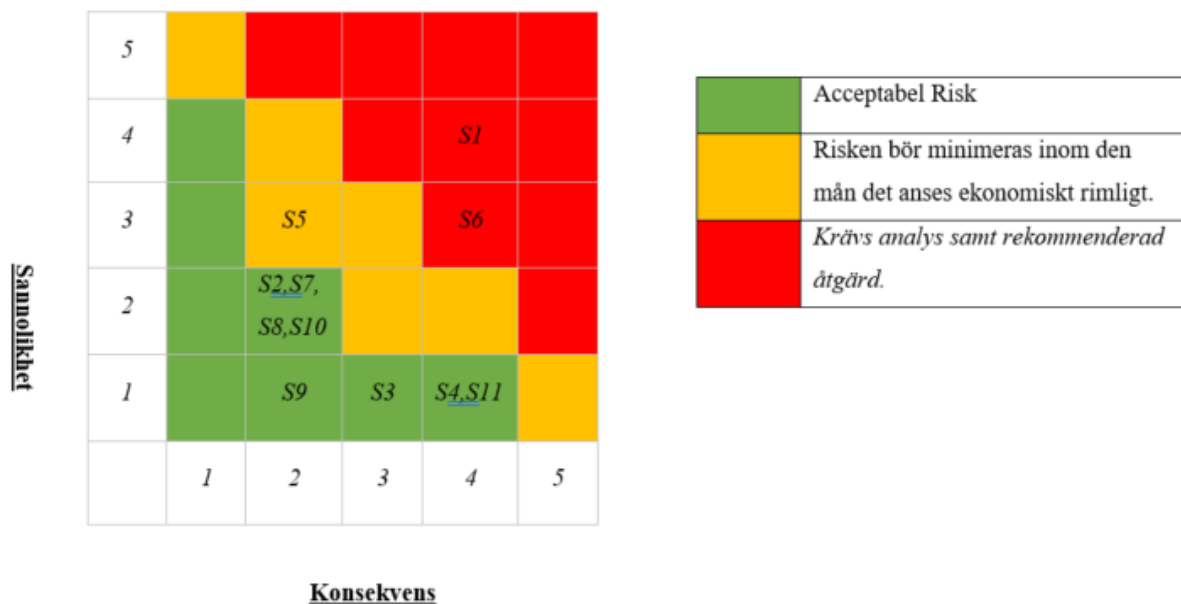 5
4 S1
3 S5 S6
S2,S7,
2
S8,S10
1 S9 S3 S4,S11
1 2 3 4 5
Sannolikhet
Konsekvens
Acceptabel Risk
Risken bör minimeras inom den
mån det anses ekonomiskt rimligt.
Krävs analys samt rekommenderad
åtgärd.